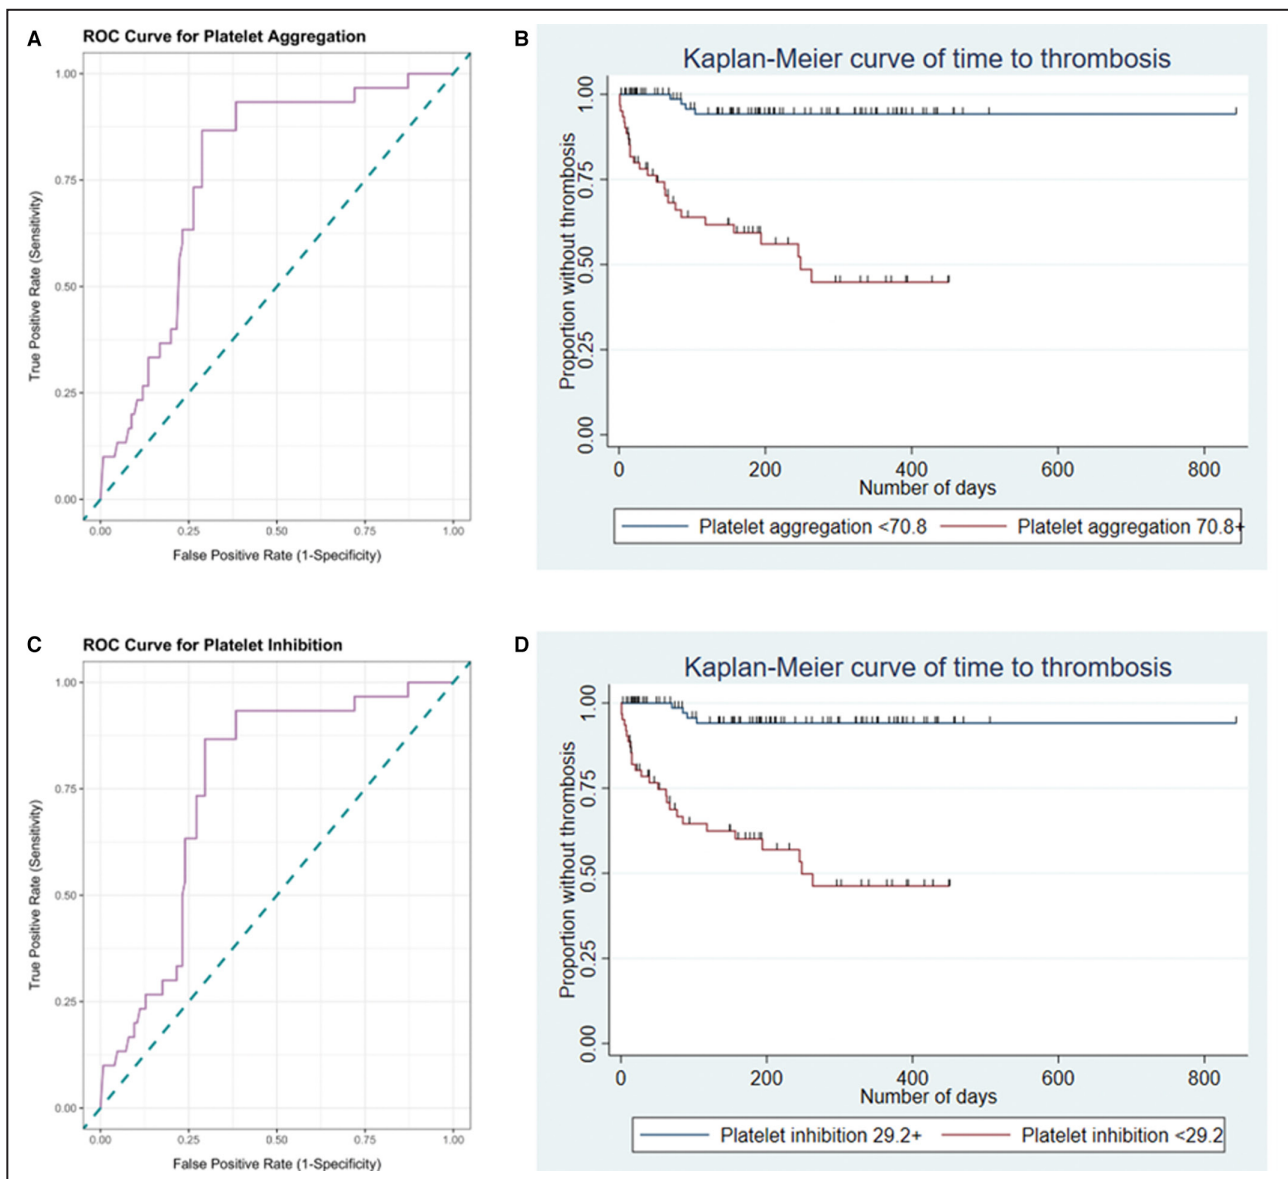 A
ROC Curve for Platelet Aggregation
True Positive Rate (Sensitivity)
1.00
0.75
0.50
0.25
0.00
0.00 0.25 0.50 0.75 1.00
False Positive Rate (1-Specificity)
B
Kaplan-Meier curve of time to thrombosis
Proportion without thrombosis
1.00
0.75
0.50
0.25
0.00
0 200 400 600 800
Number of days
Platelet aggregation <70.8 Platelet aggregation 70.8+
C
ROC Curve for Platelet Inhibition
True Positive Rate (Sensitivity)
1.00
0.75
0.50
0.25
0.00
0.00 0.25 0.50 0.75 1.00
False Positive Rate (1-Specificity)
D
Kaplan-Meier curve of time to thrombosis
Proportion without thrombosis
1.00
0.75
0.50
0.25
0.00
0 200 400 600 800
Number of days
Platelet inhibition 29.2+ Platelet inhibition <29.2